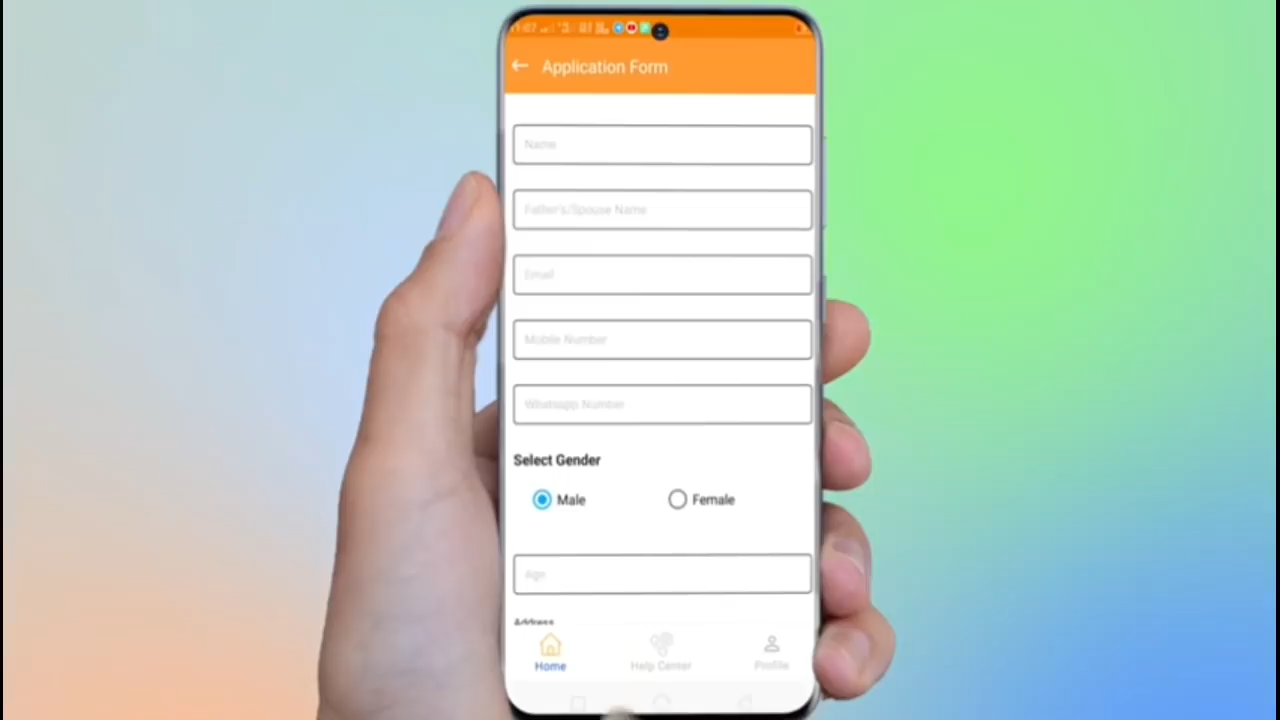 Application Form
Name
Father's/Spouse Name
Email
Mobile Number
Whatsapp Number
Select Gender
Male Female
Age
Address
Home Help Center Profile